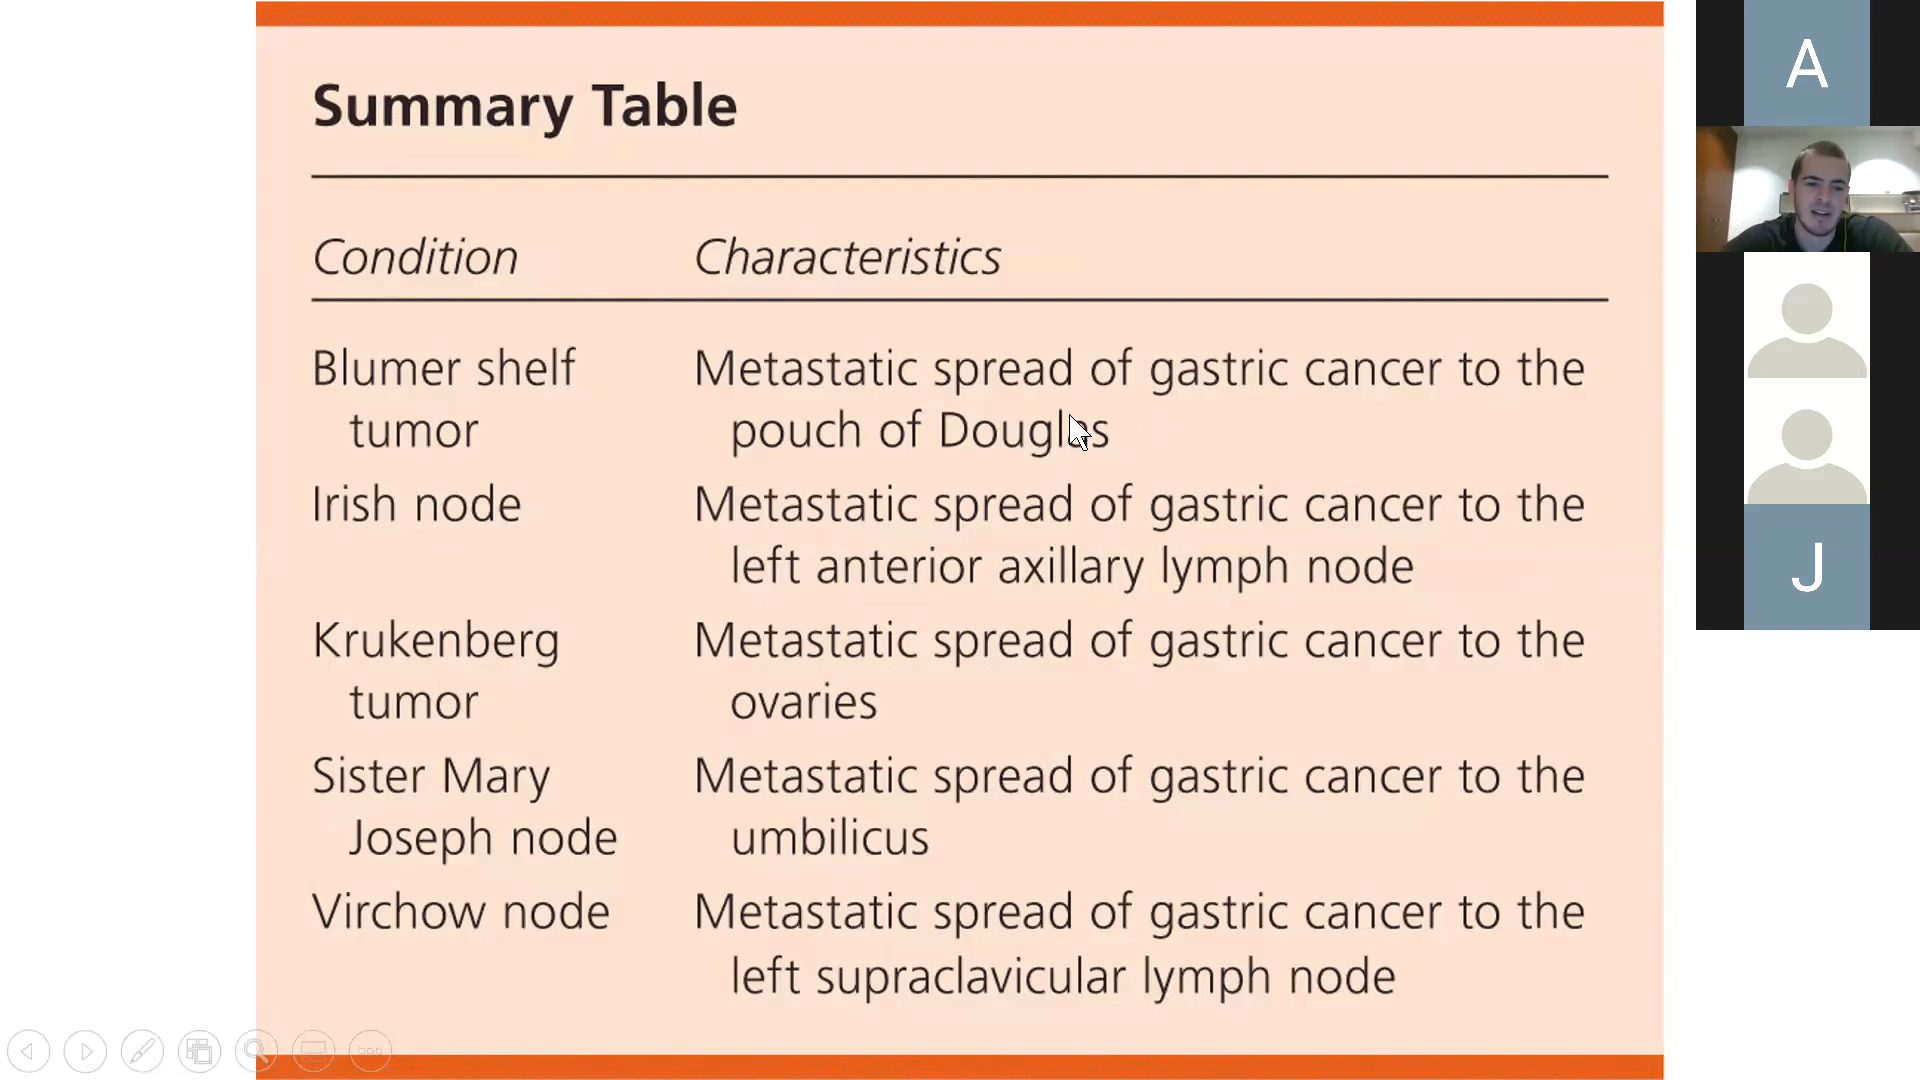 Summary Table
Condition Characteristics
Blumer shelf Metastatic spread of gastric cancer to the
tumor pouch of Douglas
Irish node Metastatic spread of gastric cancer to the
left anterior axillary lymph node
Krukenberg Metastatic spread of gastric cancer to the
tumor ovaries
Sister Mary Metastatic spread of gastric cancer to the
Joseph node umbilicus
Virchow node Metastatic spread of gastric cancer to the
left supraclavicular lymph node
A
J